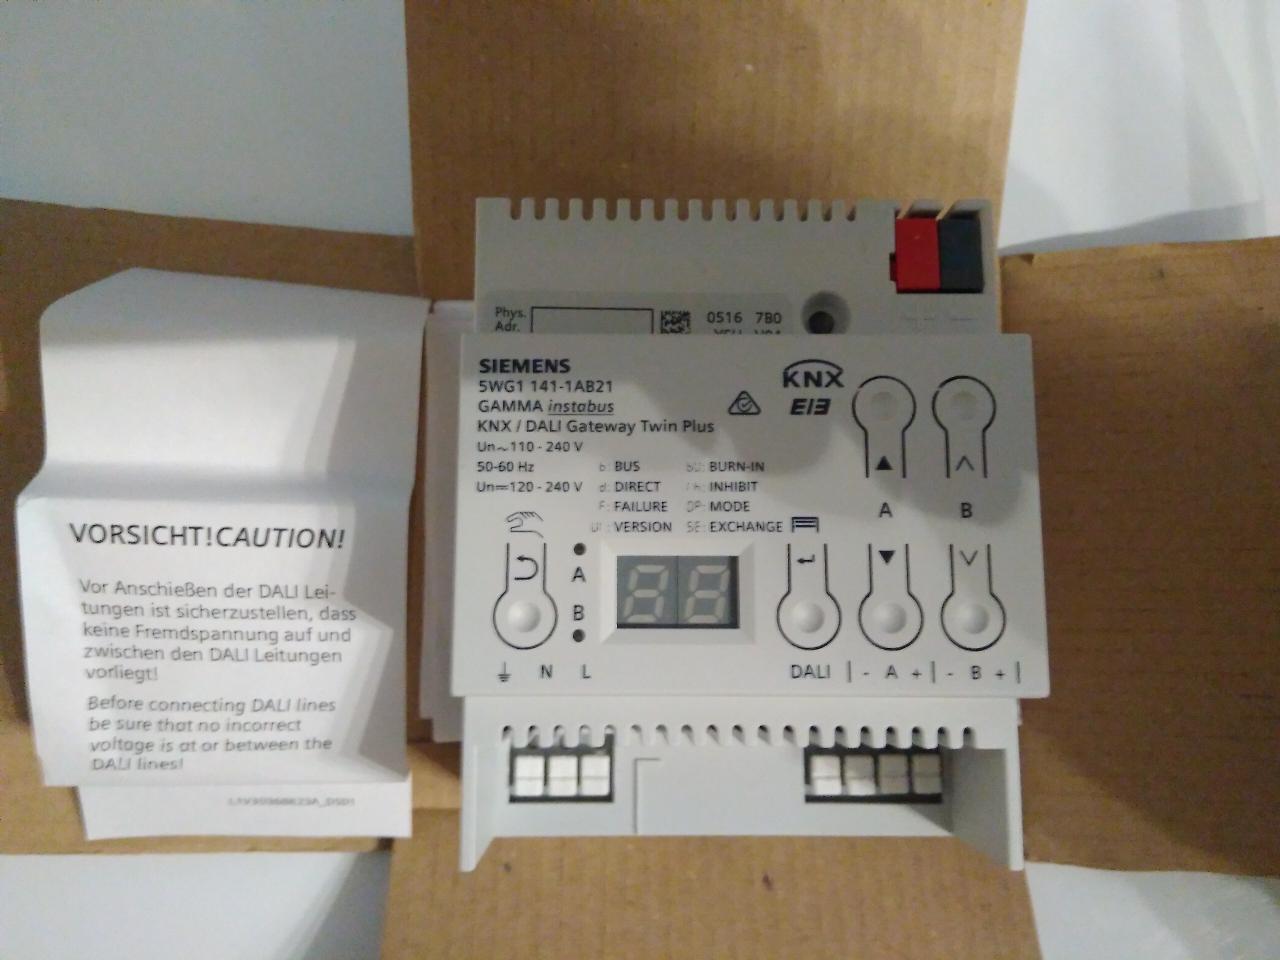 VORSICHT!CAUTION!
Vor Anschießen der DALI Lei-
tungen ist sicherzustellen, dass
keine Fremdspannung auf und
zwischen den DALI Leitungen
vorliegt!
Before connecting DALI lines
be sure that no incorrect
voltage is at or between the
DALI lines!
Phys.
Adr.
0516 7B0
SIEMENS
5WG1 141-1AB21
GAMMA instabus
KNX / DALI Gateway Twin Plus
Un~110 - 240 V
50-60 Hz
Un=120 - 240 V
KNX
EIB
b: BUS
d: DIRECT
F: FAILURE
VERSION
BURN-IN
INHIBIT
MODE
SE: EXCHANGE
A B
A
B
N L
DALI - A + - B +